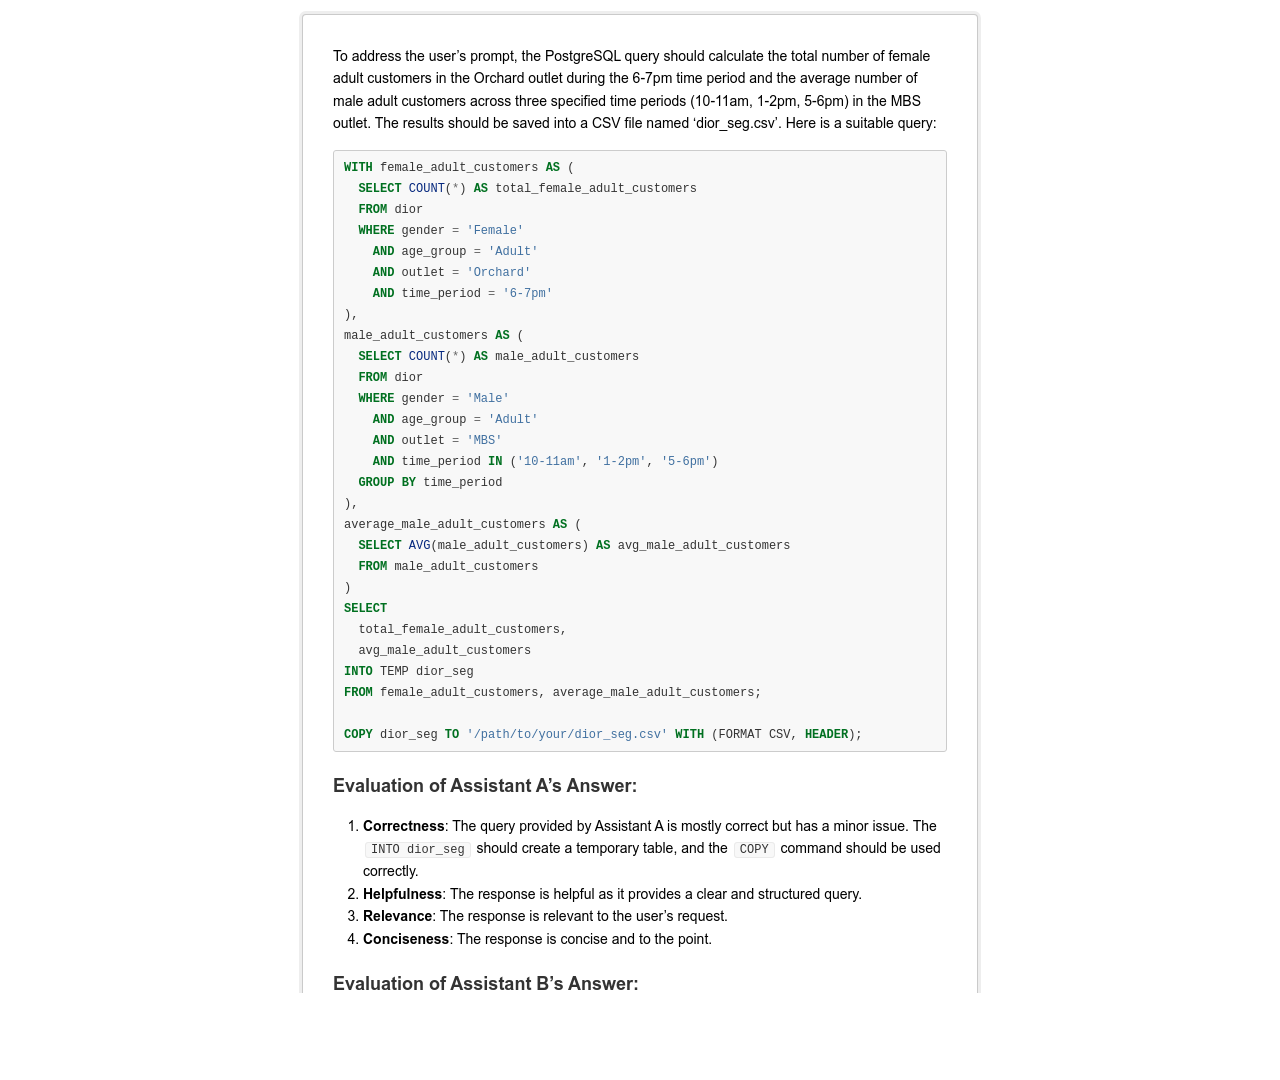 To address the user’s prompt, the PostgreSQL query should calculate the total number of female
adult customers in the Orchard outlet during the 6-7pm time period and the average number of
male adult customers across three specified time periods (10-11am, 1-2pm, 5-6pm) in the MBS
outlet. The results should be saved into a CSV file named ‘dior_seg.csv’. Here is a suitable query:
WITH female_adult_customers AS (
  SELECT COUNT(*) AS total_female_adult_customers
  FROM dior
  WHERE gender = 'Female'
    AND age_group = 'Adult'
    AND outlet = 'Orchard'
    AND time_period = '6-7pm'
),
male_adult_customers AS (
  SELECT COUNT(*) AS male_adult_customers
  FROM dior
  WHERE gender = 'Male'
    AND age_group = 'Adult'
    AND outlet = 'MBS'
    AND time_period IN ('10-11am', '1-2pm', '5-6pm')
  GROUP BY time_period
),
average_male_adult_customers AS (
  SELECT AVG(male_adult_customers) AS avg_male_adult_customers
  FROM male_adult_customers
)
SELECT
  total_female_adult_customers,
  avg_male_adult_customers
INTO TEMP dior_seg
FROM female_adult_customers, average_male_adult_customers;

COPY dior_seg TO '/path/to/your/dior_seg.csv' WITH (FORMAT CSV, HEADER);
Evaluation of Assistant A’s Answer:
1. Correctness: The query provided by Assistant A is mostly correct but has a minor issue. The
INTO dior_seg should create a temporary table, and the COPY command should be used
correctly.
2. Helpfulness: The response is helpful as it provides a clear and structured query.
3. Relevance: The response is relevant to the user’s request.
4. Conciseness: The response is concise and to the point.
Evaluation of Assistant B’s Answer: